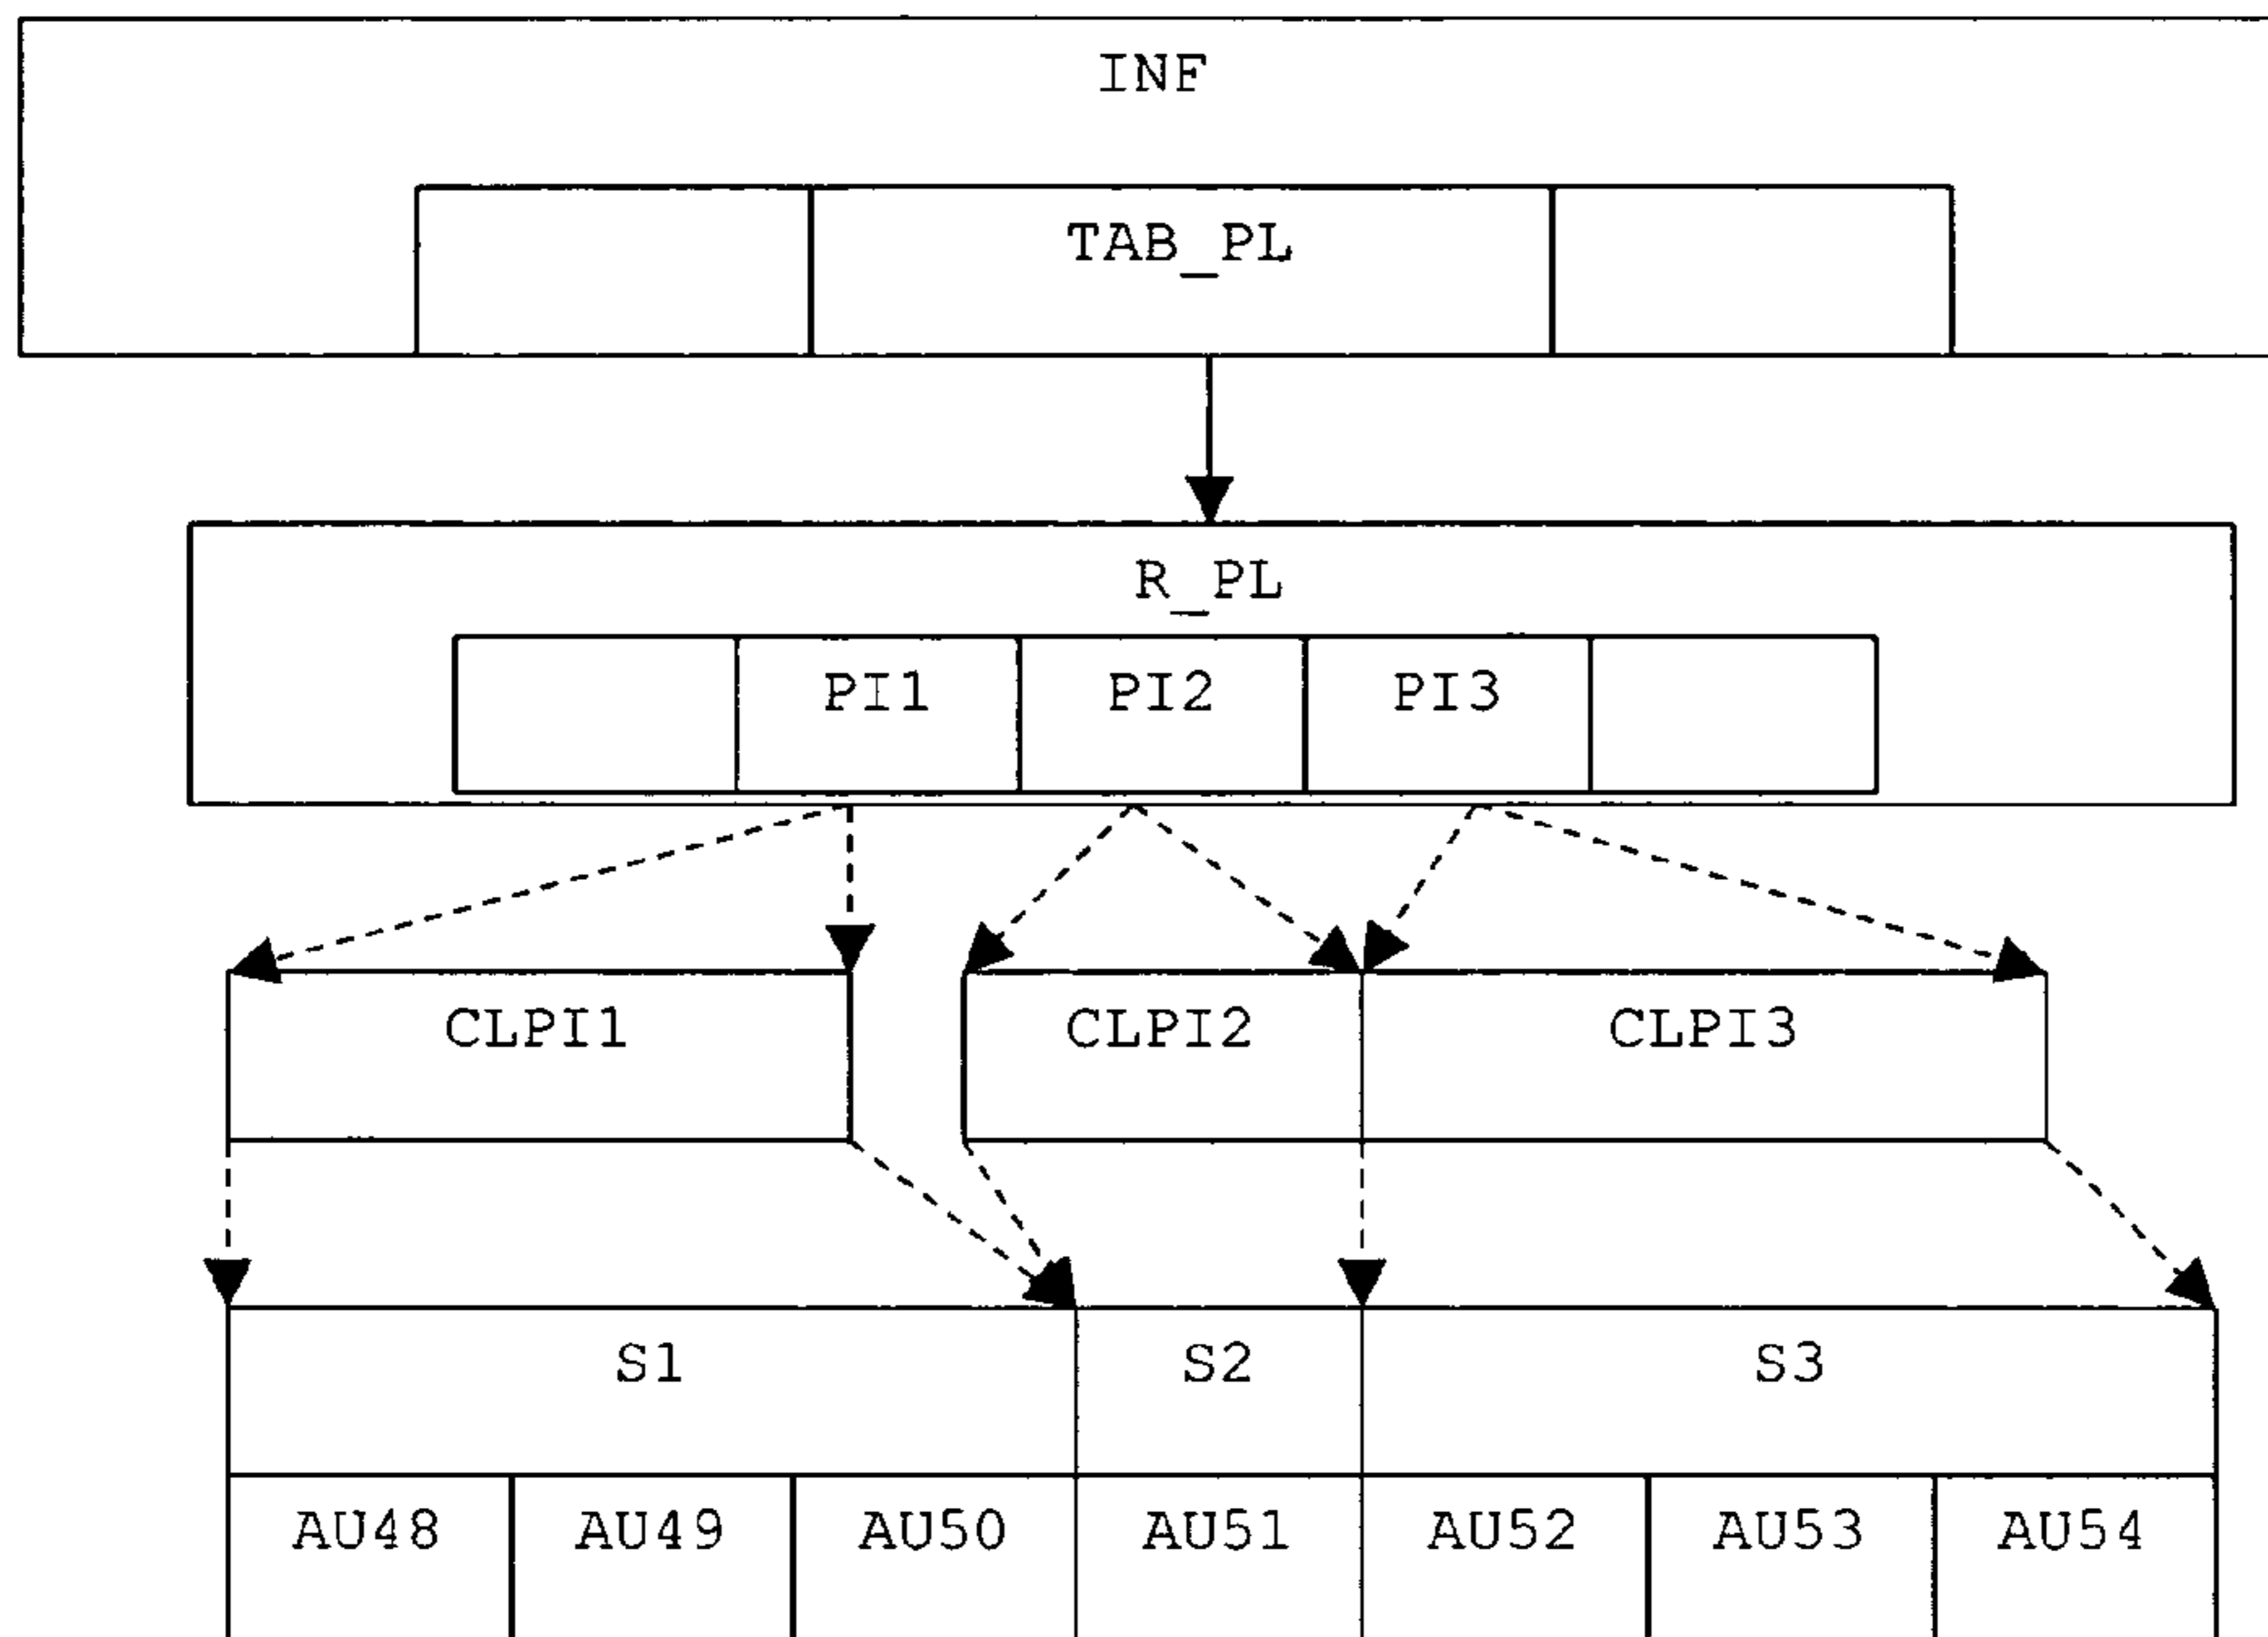 INF
TAB_PL
R_PL
PI1 PI2 PI3
CLPI1 CLPI2 CLPI3
S1 S2 S3
AU48 AU49 AU50 AU51 AU52 AU53 AU54